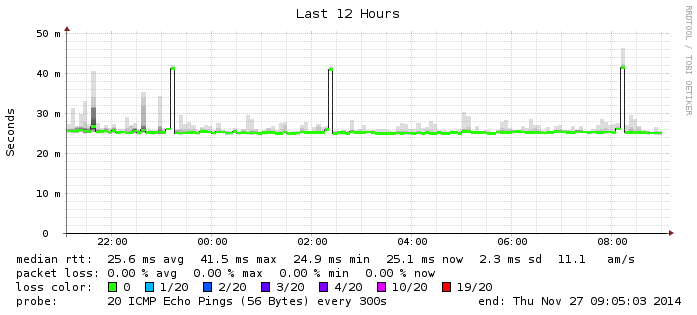 Last 12 Hours
RRDTOOL / TOBI OETIKER
Seconds
50 m
40 m
30 m
20 m
10 m
0
22:00 00:00 02:00 04:00 06:00 08:00
median rtt: 25.6 ms avg 41.5 ms max 24.9 ms min 25.1 ms now 2.3 ms sd 11.1 am/s
packet loss: 0.00 % avg 0.00 % max 0.00 % min 0.00 % now
loss color: 0 1/20 2/20 3/20 4/20 10/20 19/20
probe: 20 ICMP Echo Pings (56 Bytes) every 300s end: Thu Nov 27 09:05:03 2014